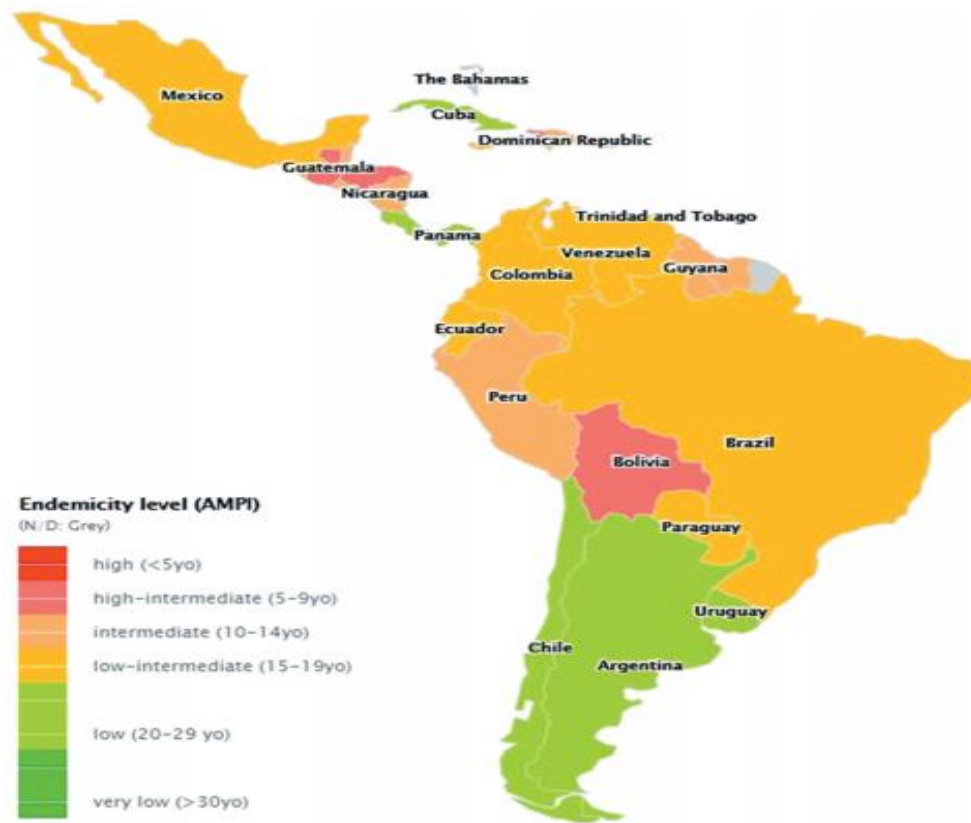 Mexico
The Bahamas
Cuba
Dominican Republic
Guatemala
Nicaragua
Panama
Trinidad and Tobago
Venezuela
Guyana
Colombia
Ecuador
Peru
Brazil
Bolivia
Paraguay
Uruguay
Chile
Argentina
Endemicity level (AMPI)
(N/D: Grey)
high (<5yo)
high-intermediate (5-9yo)
intermediate (10-14yo)
low-intermediate (15-19yo)
low (20-29 yo)
very low (>30yo)